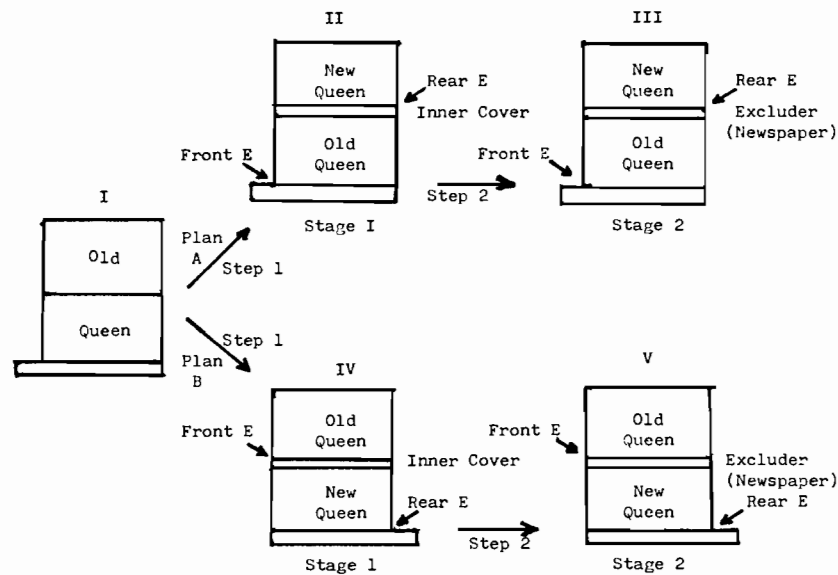 II
New
Queen
Rear E
Inner Cover
Old
Queen
Front E
Stage I
Step 2
III
New
Queen
Rear E
Excluder
(Newspaper)
Old
Queen
Front E
Stage 2
I
Old
Queen
Plan
A
Step 1
Step 1
Plan
B
IV
Old
Queen
Front E
Inner Cover
New
Queen
Rear E
Stage 1
Step 2
V
Old
Queen
Front E
Excluder
(Newspaper)
New
Queen
Rear E
Stage 2